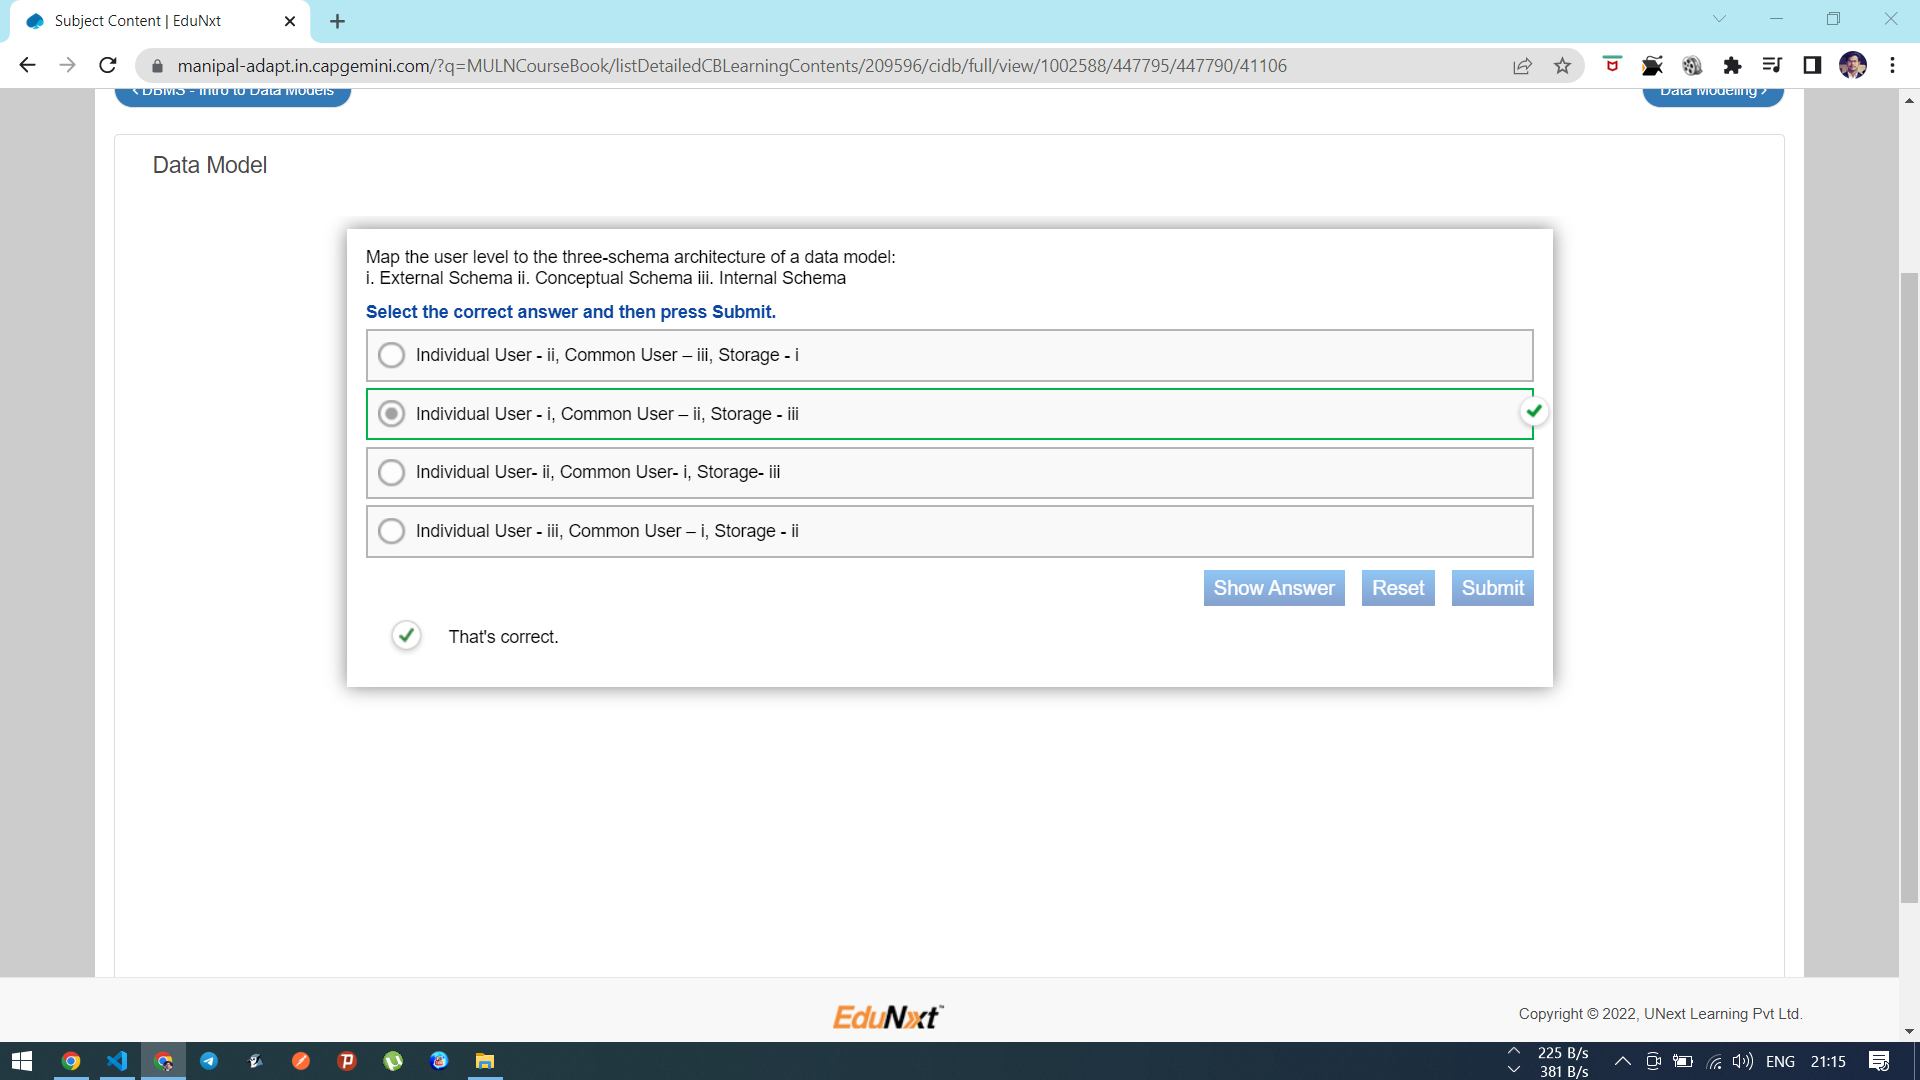 Subject Content | EduNxt
manipal-adapt.in.capgemini.com/?q=MULNCourseBook/listDetailedCBLearningContents/209596/cidb/full/view/1002588/447795/447790/41106
‹ DBMS - Intro to Data Models
Data Modeling ›
Data Model
Map the user level to the three-schema architecture of a data model:
i. External Schema ii. Conceptual Schema iii. Internal Schema
Select the correct answer and then press Submit.
Individual User - ii, Common User – iii, Storage - i
Individual User - i, Common User – ii, Storage - iii
Individual User- ii, Common User- i, Storage- iii
Individual User - iii, Common User – i, Storage - ii
Show Answer Reset Submit
That's correct.
EduNxt™
Copyright © 2022, UNext Learning Pvt Ltd.
225 B/s
381 B/s
ENG 21:15